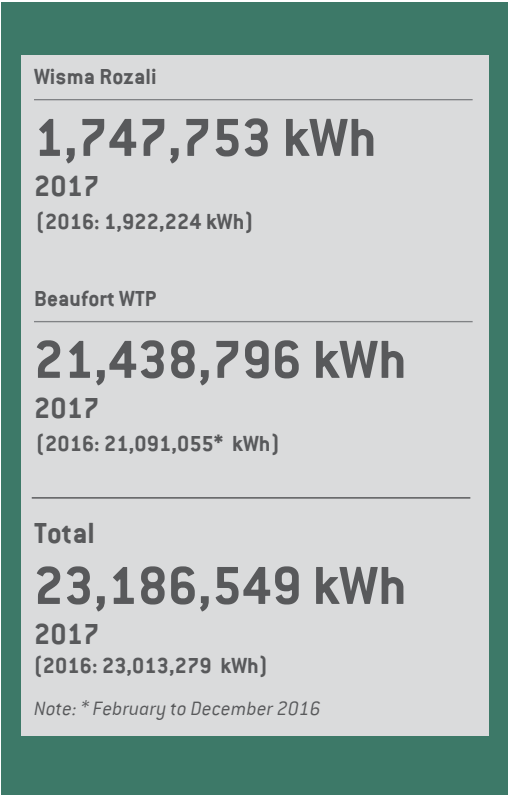 Wisma Rozali
1,747,753 kWh
2017
(2016: 1,922,224 kWh)
Beaufort WTP
21,438,796 kWh
2017
(2016: 21,091,055* kWh)
Total
23,186,549 kWh
2017
(2016: 23,013,279 kWh)
Note: * February to December 2016